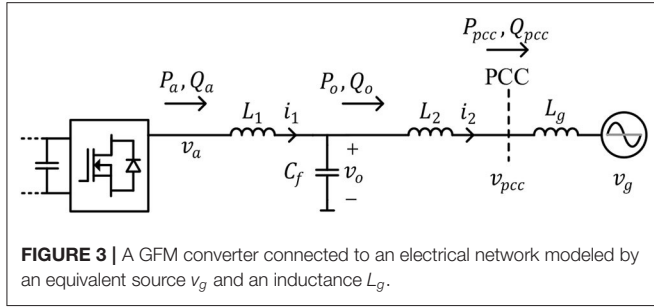 P_pcc, Q_pcc
P_a, Q_a
P_o, Q_o
PCC
L_1
i_1
L_2
i_2
L_g
v_a
C_f
+
v_o
−
v_pcc
v_g
FIGURE 3 | A GFM converter connected to an electrical network modeled by
an equivalent source v_g and an inductance L_g.